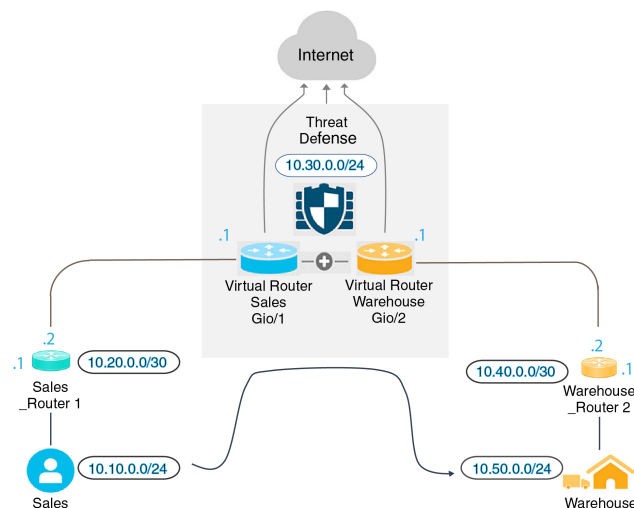 Internet
Threat
Defense
10.30.0.0/24
.1
.1
Virtual Router
Sales
Gio/1
Virtual Router
Warehouse
Gio/2
.2
.1
10.20.0.0/30
Sales
_Router 1
.2
.1
10.40.0.0/30
Warehouse
_Router 2
10.10.0.0/24
Sales
10.50.0.0/24
Warehouse